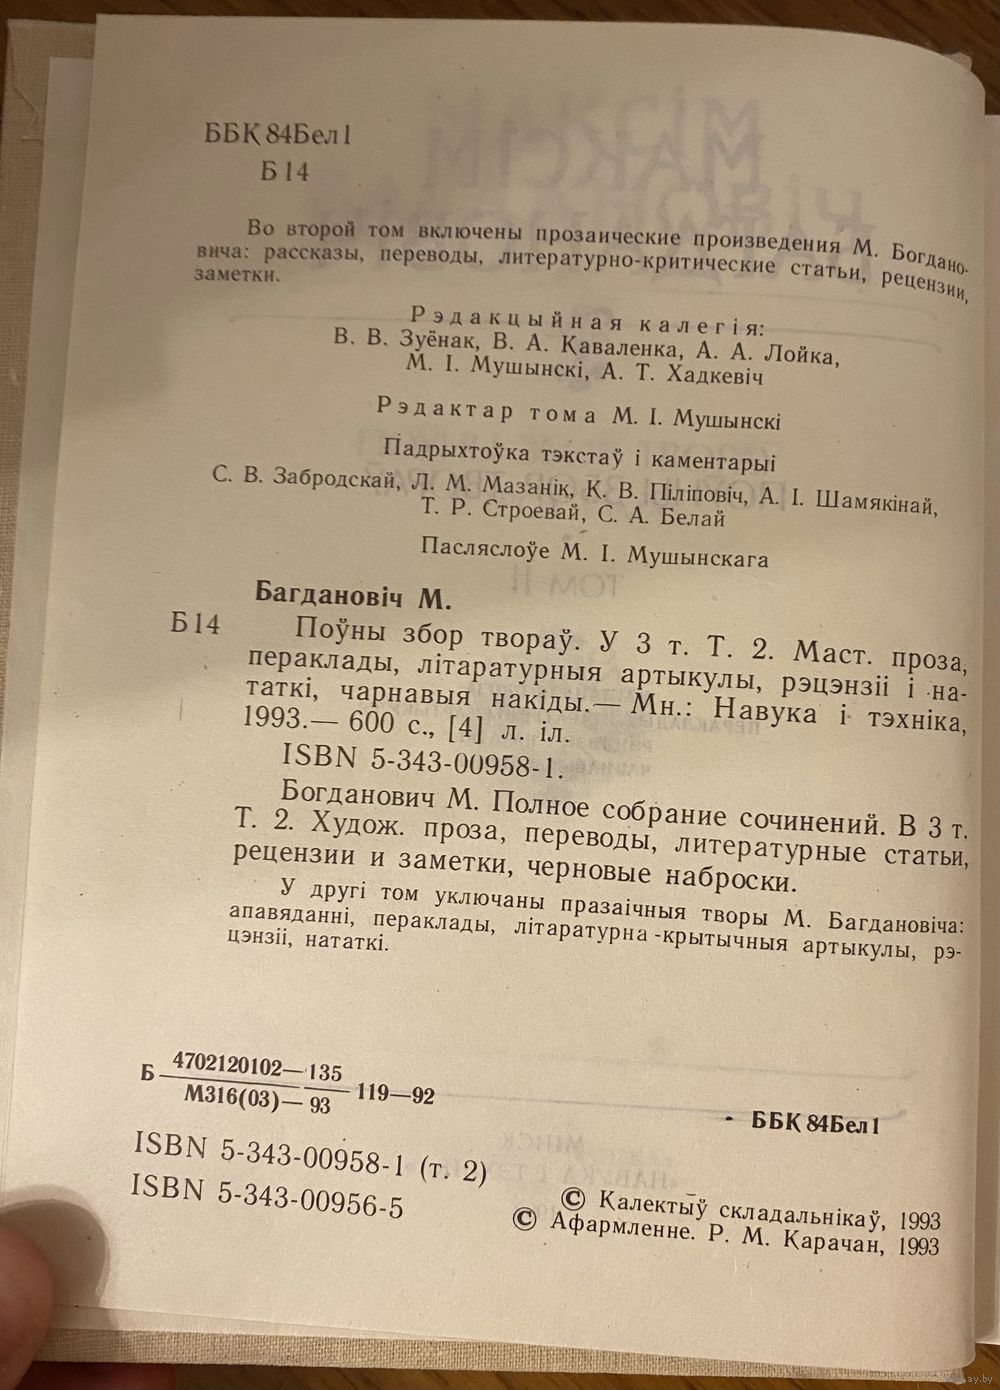 ББК 84Бел1
Б 14
Во второй том включены прозаические произведения М. Богдано-
вича: рассказы, переводы, литературно-критические статьи, рецензии,
заметки.
Рэдакцыйная калегія:
В. В. Зуёнак, В. А. Каваленка, А. А. Лойка,
М. І. Мушынскі, А. Т. Хадкевіч
Рэдактар тома М. І. Мушынскі
Падрыхтоўка тэкстаў і каментарыі
С. В. Забродскай, Л. М. Мазанік, К. В. Піліповіч, А. І. Шамякінай,
Т. Р. Строевай, С. А. Белай
Пасляслоўе М. І. Мушынскага
Багдановіч М.
Б 14 Поўны збор твораў. У 3 т. Т. 2. Маст. проза,
пераклады, літаратурныя артыкулы, рэцэнзіі і на-
таткі, чарнавыя накіды.— Мн.: Навука і тэхніка,
1993.— 600 с., [4] л. іл.
ISBN 5-343-00958-1.
Богданович М. Полное собрание сочинений. В 3 т.
Т. 2. Худож. проза, переводы, литературные статьи,
рецензии и заметки, черновые наброски.
У другі том уключаны празаічныя творы М. Багдановіча:
апавяданні, пераклады, літаратурна-крытычныя артыкулы, рэ-
цэнзіі, нататкі.
Б 4702120102—135 119—92
М316(03)—93
ББК 84Бел1
ISBN 5-343-00958-1 (т. 2)
ISBN 5-343-00956-5
© Калектыў складальнікаў, 1993
© Афармленне. Р. М. Карачан, 1993